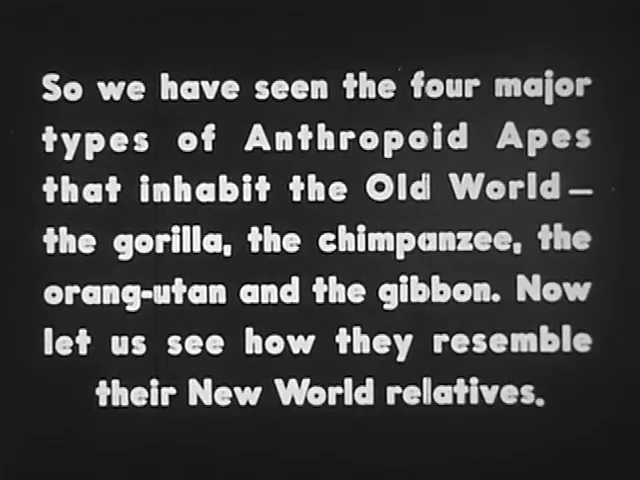 So we have seen the four major
types of Anthropoid Apes
that inhabit the Old World—
the gorilla, the chimpanzee, the
orang-utan and the gibbon. Now
let us see how they resemble
their New World relatives.